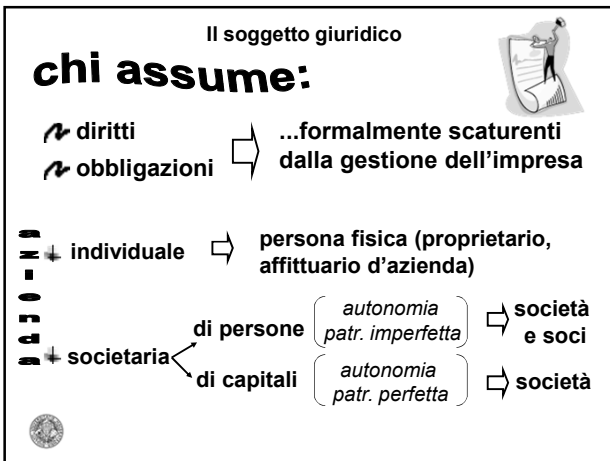 Il soggetto giuridico
chi assume:
diritti
obbligazioni
...formalmente scaturenti
dalla gestione dell'impresa
azienda
individuale
persona fisica (proprietario,
affittuario d'azienda)
societaria
di persone
autonomia
patr. imperfetta
società
e soci
di capitali
autonomia
patr. perfetta
società